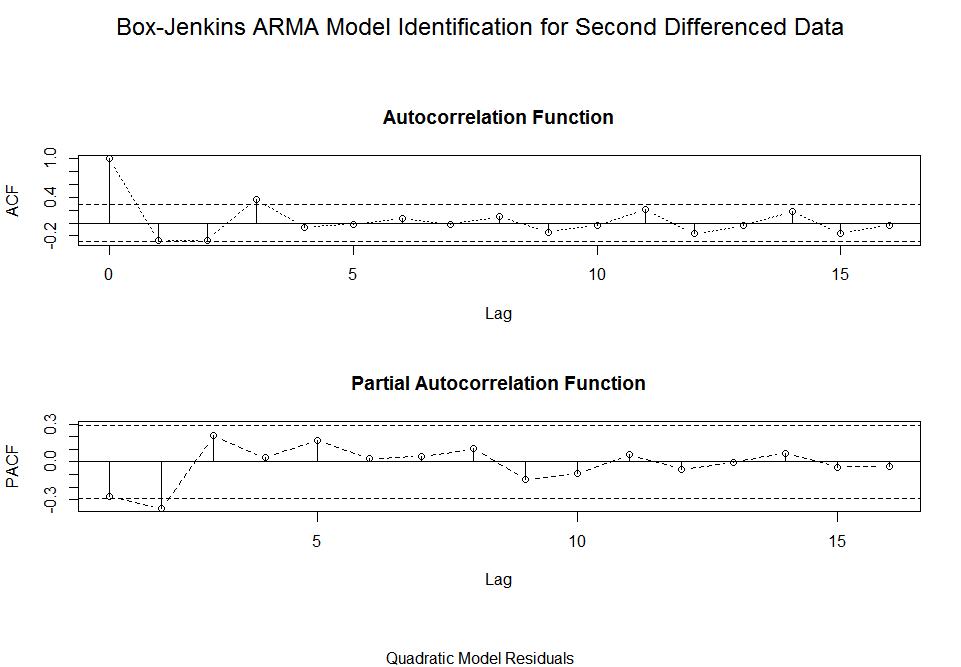 Box-Jenkins ARMA Model Identification for Second Differenced Data
Autocorrelation Function
ACF
1.0
0.4
-0.2
0 5 10 15
Lag
Partial Autocorrelation Function
PACF
0.3
0.0
-0.3
5 10 15
Lag
Quadratic Model Residuals